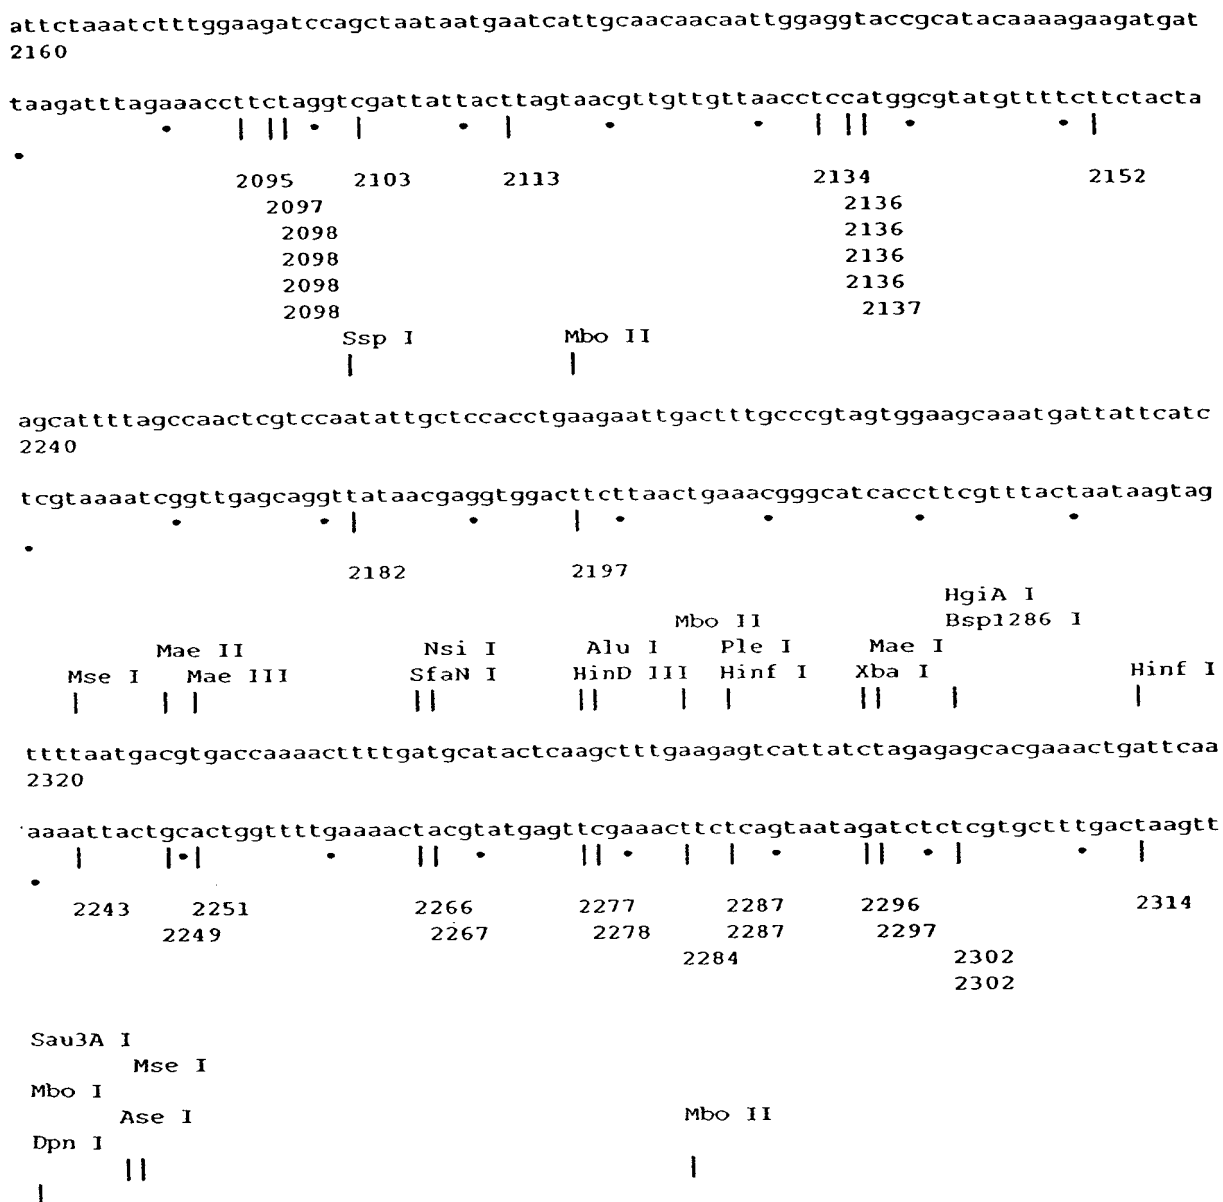 attctaaatctttggaagatccagctaataatgaatcattgcaacaacaattggaggtaccgcatacaaaagaagatgat
2160
taagatttagaaaccttctaggtcgattattacttagtaacgttgttgttaacctccatggcgtatgttttcttctacta
2095 2103 2113 2134 2152
2097 2136
2098 2136
2098 2136
2098 2136
2098 2137
Ssp I Mbo II
agcattttagccaactcgtccaatattgctccacctgaagaattgactttgcccgtagtggaagcaaatgattattcatc
2240
tcgtaaaatcggttgagcaggttataacgaggtggacttcttaactgaaacgggcatcaccttcgtttactaataagtag
2182 2197
HgiA I
Mbo II Bsp1286 I
Mae II Nsi I Alu I Ple I Mae I
Mse I Mae III SfaN I HinD III Hinf I Xba I Hinf I
ttttaatgacgtgaccaaaacttttgatgcatactcaagctttgaagagtcattatctagagagcacgaaactgattcaa
2320
aaaattactgcactggttttgaaaactacgtatgagttcgaaacttctcagtaatagatctctcgtgctttgactaagtt
2243 2251 2266 2277 2287 2296 2314
2249 2267 2278 2287 2297
2284 2302
2302
Sau3A I
Mse I
Mbo I
Ase I Mbo II
Dpn I